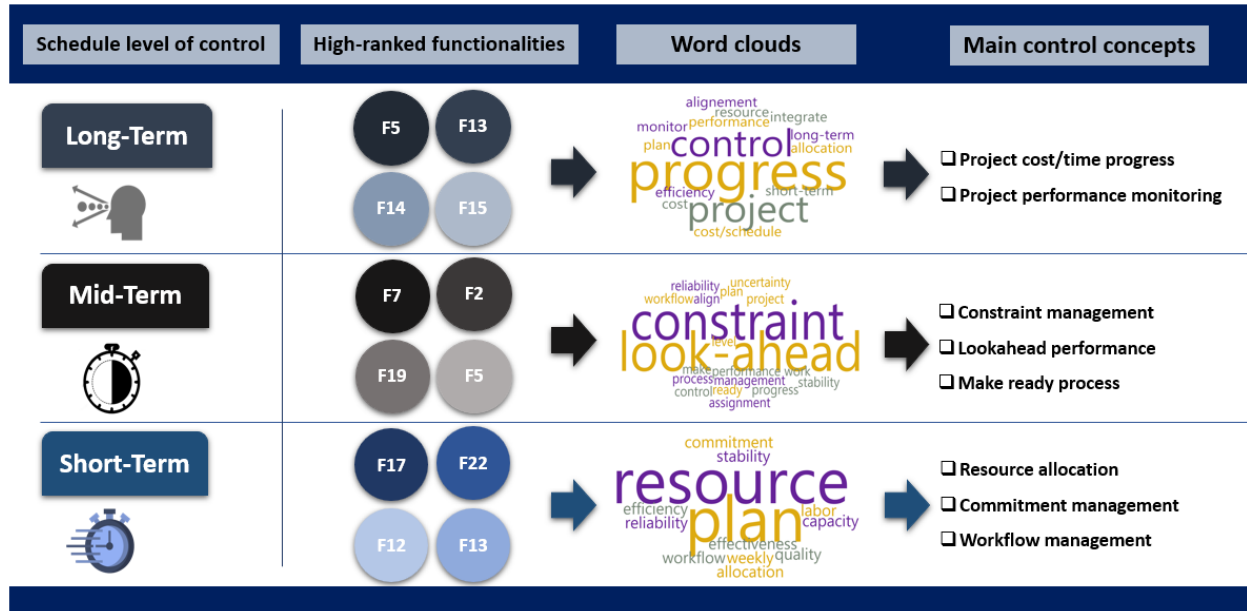 Schedule level of control
High-ranked functionalities
Word clouds
Main control concepts
Long-Term
F5
F13
F14
F15
alignement
resource
integrate
monitor
performance
long-term
plan
control
allocation
progress
efficiency
short-term
cost
project
cost/schedule
❑ Project cost/time progress
❑ Project performance monitoring
Mid-Term
F7
F2
F19
F5
reliability
uncertainty
workflow
align
plan
project
constraint
level
look-ahead
make
performance
work
process
management
stability
control
ready
progress
assignment
❑ Constraint management
❑ Lookahead performance
❑ Make ready process
Short-Term
F17
F22
F12
F13
commitment
stability
resource
efficiency
plan
labor
reliability
capacity
effectiveness
workflow
weekly
quality
allocation
❑ Resource allocation
❑ Commitment management
❑ Workflow management